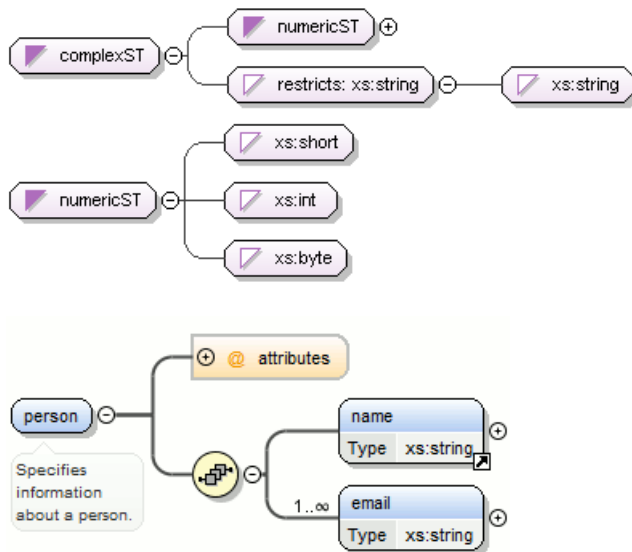 numericST
complexST
restricts: xs:string
xs:string
xs:short
numericST
xs:int
xs:byte
@ attributes
person
name
Type xs:string
Specifies
information
about a person.
1..∞
email
Type xs:string